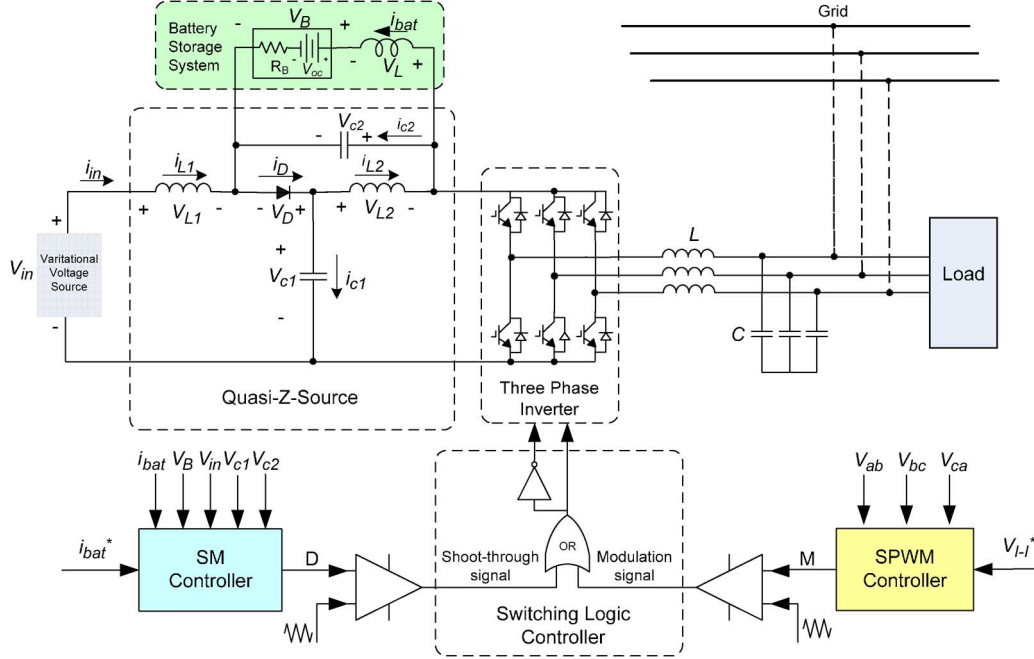 Grid
Battery
Storage
System
- V_B +
i_bat
R_B
- V_oc +
- V_L +
- V_c2 +
i_c2
i_in
i_L1
i_D
i_L2
+ V_L1 -
- V_D +
+ V_L2 -
+
V_in
Varitational
Voltage
Source
-
+
V_c1
-
i_c1
L
C
Load
Quasi-Z-Source
Three Phase
Inverter
i_bat V_B V_in V_c1 V_c2
V_ab V_bc V_ca
i_bat*
SM
Controller
D
Shoot-through
signal
OR
Modulation
signal
M
SPWM
Controller
V_l-l*
Switching Logic
Controller